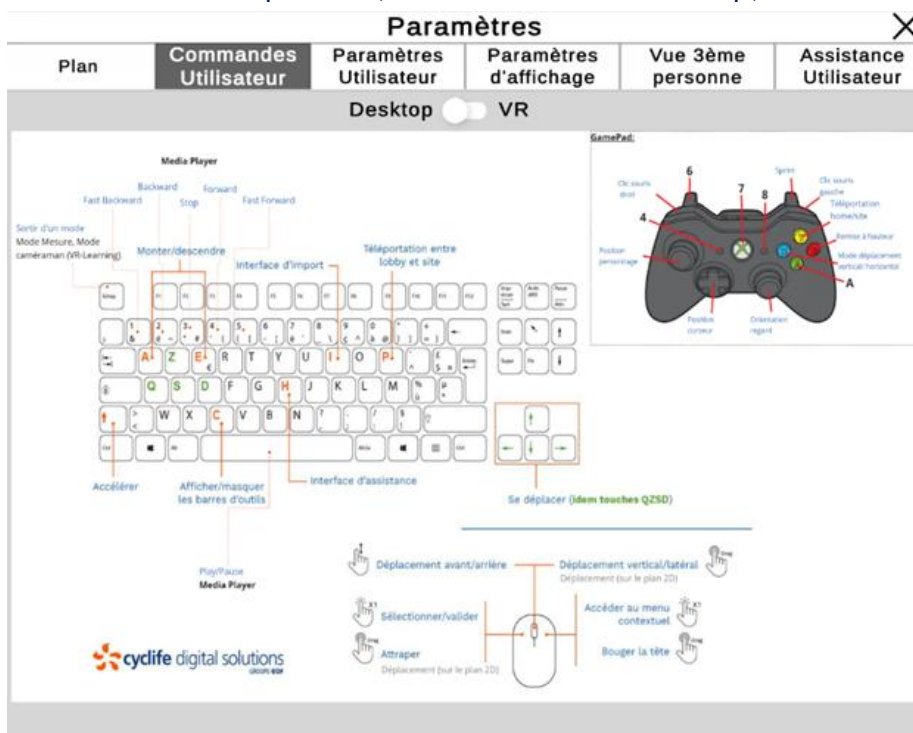 Paramètres
Plan
Commandes
Utilisateur
Paramètres
Utilisateur
Paramètres
d'affichage
Vue 3ème
personne
Assistance
Utilisateur
Desktop
VR
Media Player
Fast Backward
Backward
Stop
Forward
Fast Forward
Sortir d'un mode
Mode Mesure, Mode
caméraman (VR-Learning)
Monter/descendre
Interface d'import
Téléportation entre
lobby et site
A Z E R T Y U I O P
Q S D F G H J K L M
W X C V B N
Accélérer
Afficher/masquer
les barres d'outils
Interface d'assistance
Se déplacer (idem touches QZSD)
Play/Pause
Media Player
GamePad:
6
7
8
4
A
Sprint
Clic souris
droit
Clic souris
gauche
Téléportation
home/site
Remise à hauteur
Mode déplacement
vertical/horizontal
Position
personnage
Position
curseur
Orientation
regard
Déplacement avant/arrière
Déplacement vertical/latéral
Déplacement (sur le plan 2D)
Sélectionner/valider
X1
Attraper
Déplacement (sur le plan 2D)
Accéder au menu
contextuel
X1
Bouger la tête
cyclife digital solutions